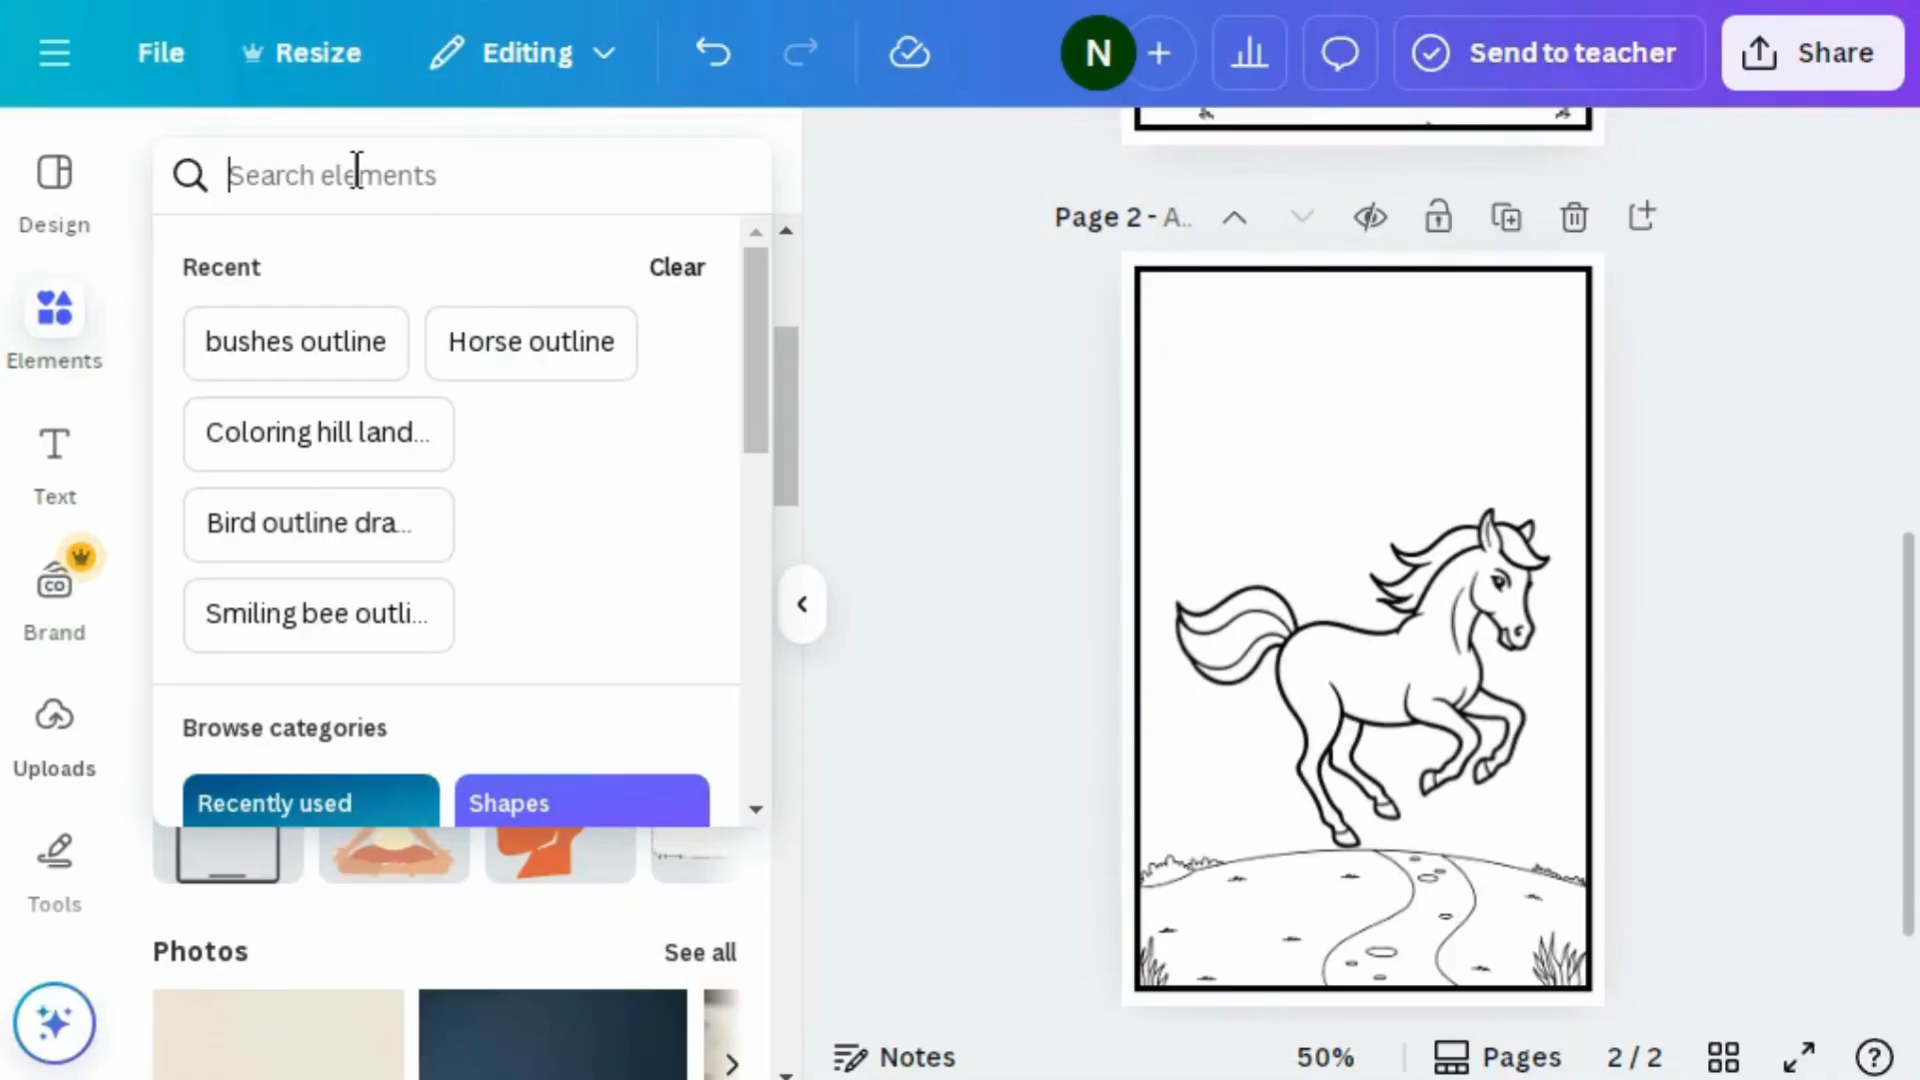 File
Resize
Editing
N
Send to teacher
Share
Design
Elements
Text
Brand
CO
Uploads
Tools
Search elements
Recent
Clear
bushes outline
Horse outline
Coloring hill land...
Bird outline dra...
Smiling bee outli...
Browse categories
Recently used
Shapes
Photos
See all
Page 2 - A..
Notes
50%
Pages
2 / 2